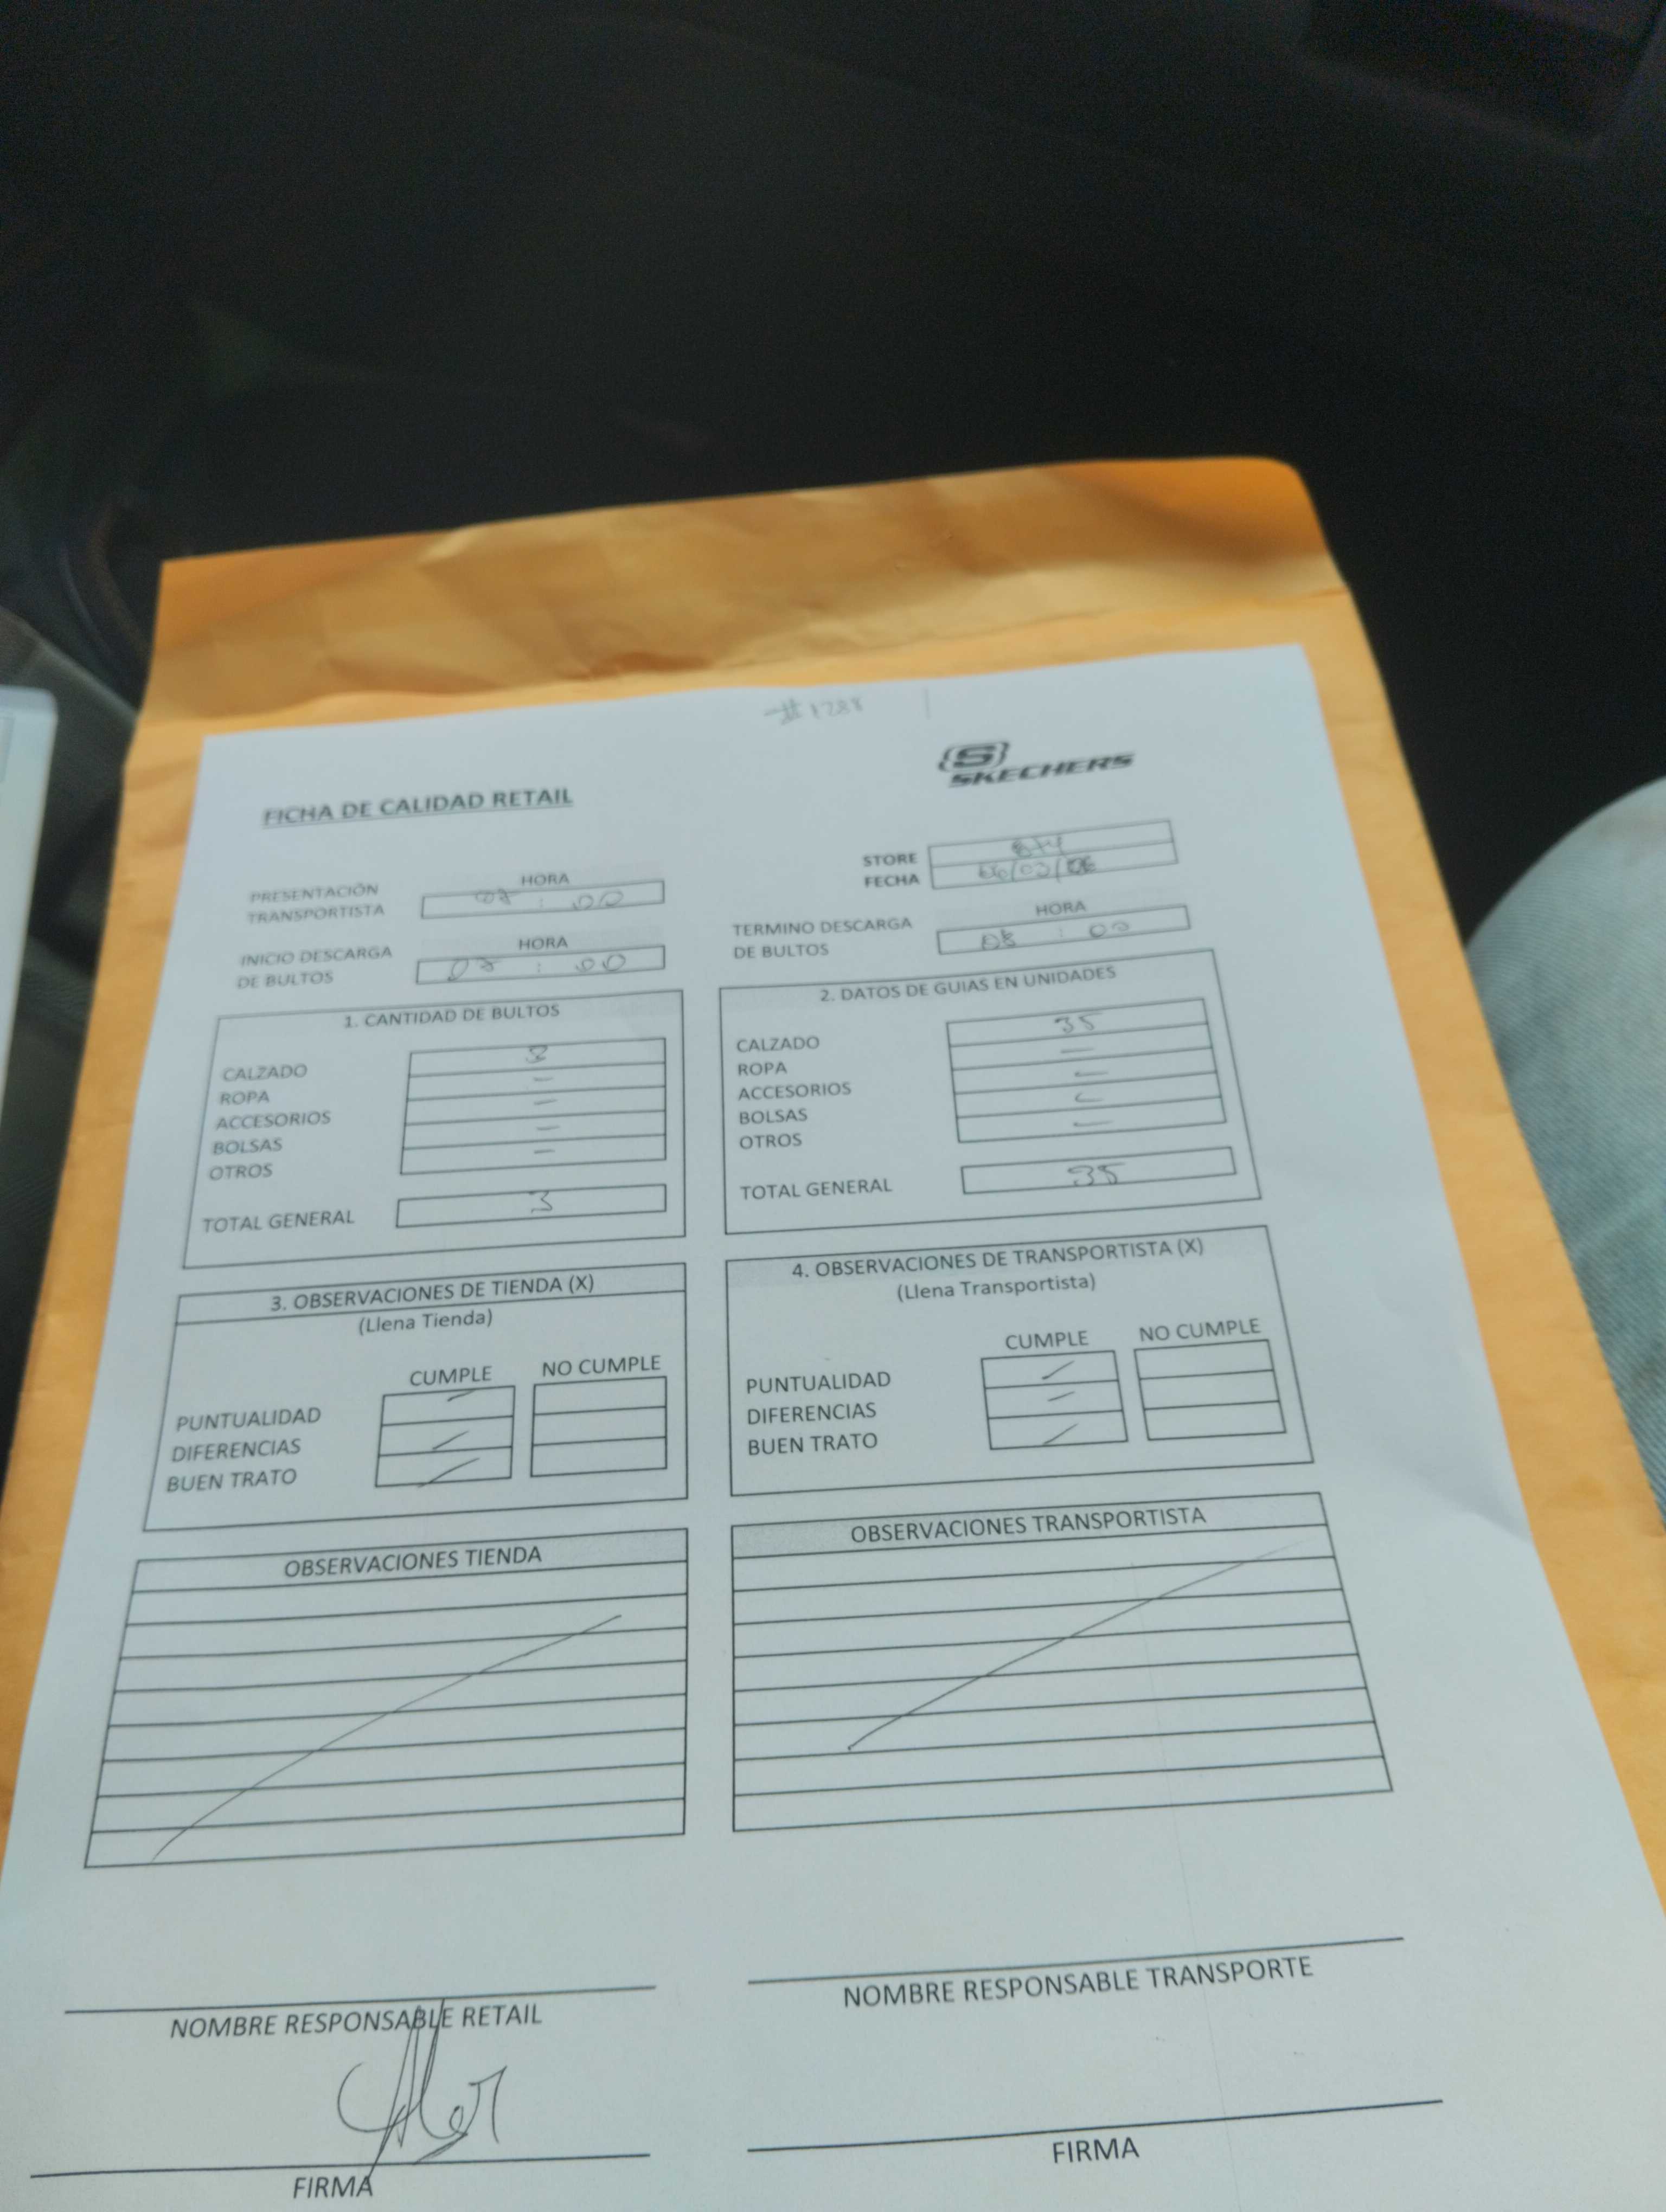 #1288
SKECHERS
FICHA DE CALIDAD RETAIL
STORE
FECHA
PRESENTACIÓN TRANSPORTISTA
HORA
07 : 00
INICIO DESCARGA DE BULTOS
HORA
07 : 00
TERMINO DESCARGA DE BULTOS
HORA
08 : 00
1. CANTIDAD DE BULTOS
CALZADO 3
ROPA -
ACCESORIOS -
BOLSAS -
OTROS -
TOTAL GENERAL 3
2. DATOS DE GUIAS EN UNIDADES
CALZADO 35
ROPA -
ACCESORIOS -
BOLSAS -
OTROS -
TOTAL GENERAL 35
3. OBSERVACIONES DE TIENDA (X)
(Llena Tienda)
CUMPLE NO CUMPLE
PUNTUALIDAD
DIFERENCIAS
BUEN TRATO
4. OBSERVACIONES DE TRANSPORTISTA (X)
(Llena Transportista)
CUMPLE NO CUMPLE
PUNTUALIDAD
DIFERENCIAS
BUEN TRATO
OBSERVACIONES TIENDA
OBSERVACIONES TRANSPORTISTA
NOMBRE RESPONSABLE RETAIL
NOMBRE RESPONSABLE TRANSPORTE
FIRMA
FIRMA